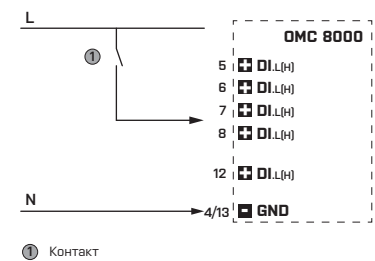 L
OMC 8000
1
5 + DI.L(H)
6 + DI.L(H)
7 + DI.L(H)
8 + DI.L(H)
12 + DI.L(H)
N
4/13 - GND
1 Контакт